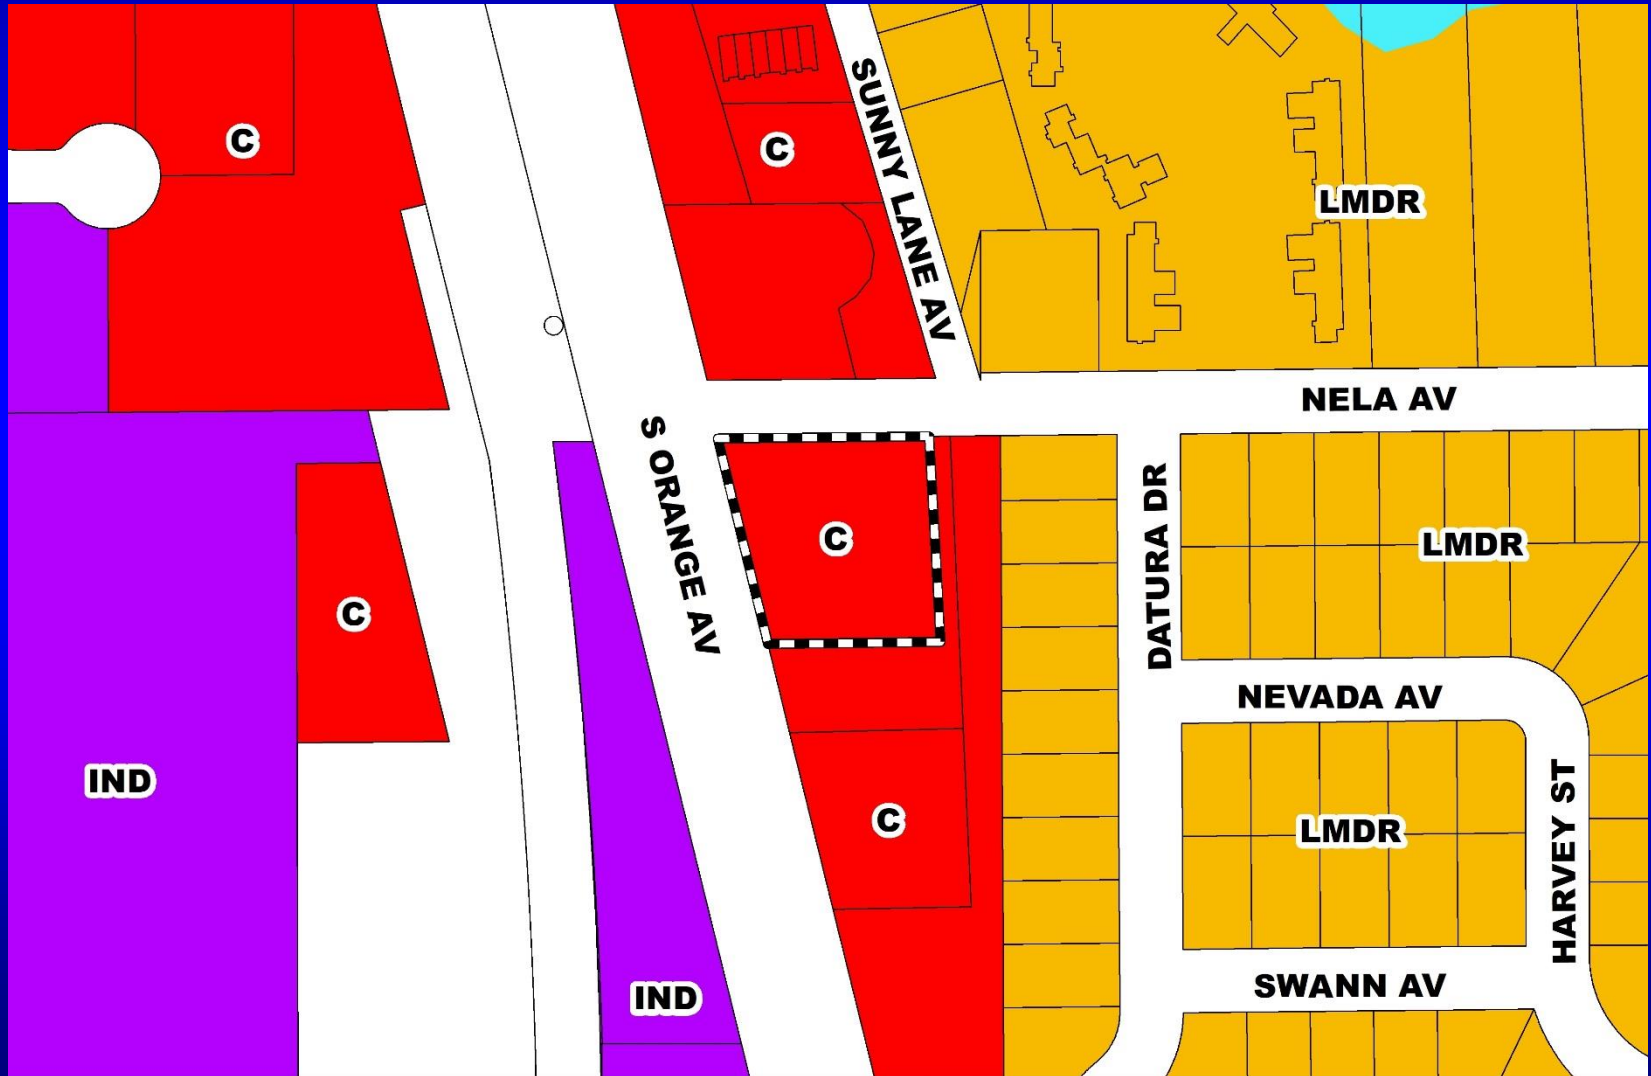 C
C
SUNNY LANE AV
LMDR
NELA AV
S ORANGE AV
C
DATURA DR
LMDR
C
NEVADA AV
IND
C
LMDR
HARVEY ST
IND
SWANN AV